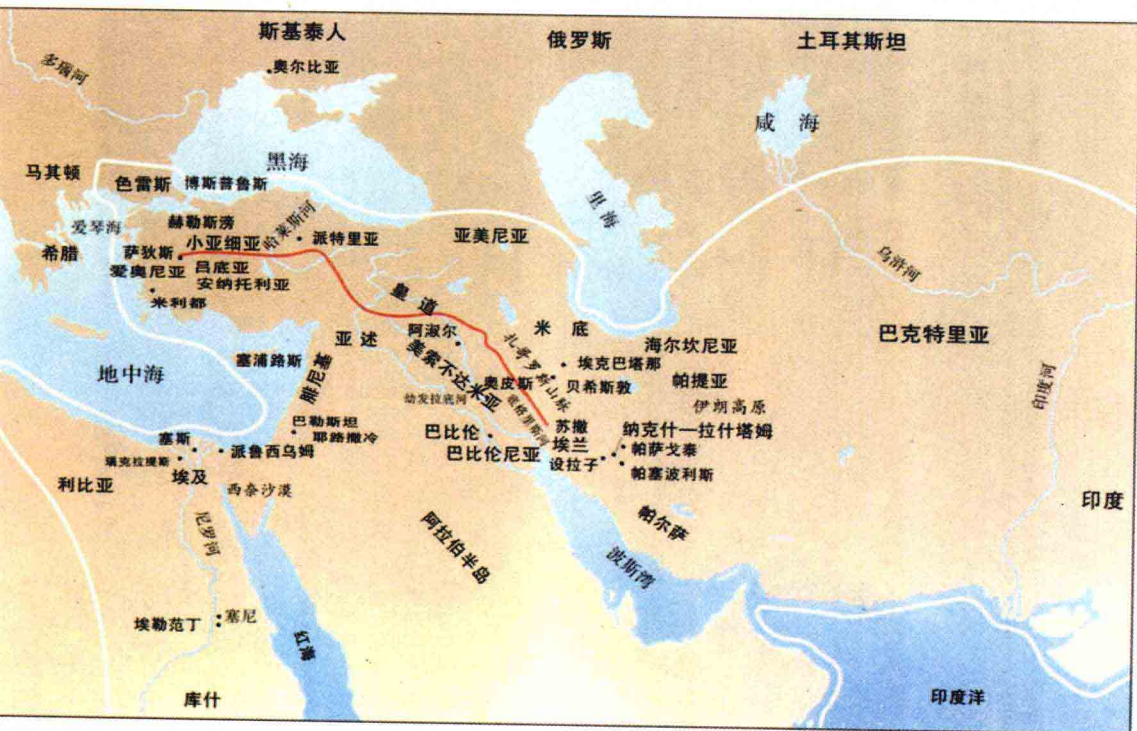 斯基泰人
俄罗斯
土耳其斯坦
多瑙河
奥尔比亚
咸 海
黑海
里海
马其顿
色雷斯
博斯普鲁斯
爱琴海
赫勒斯滂
哈莱斯河
派特里亚
亚美尼亚
希腊
萨狄斯
小亚细亚
乌浒河
爱奥尼亚
吕底亚
安纳托利亚
米利都
皇道
米 底
巴克特里亚
亚述
阿淑尔
海尔坎尼亚
塞浦路斯
腓尼基
美索不达米亚
扎哥罗斯山脉
埃克巴塔那
地中海
奥皮斯
贝希斯敦
帕提亚
印度河
幼发拉底河
底格里斯河
伊朗高原
巴勒斯坦
耶路撒冷
巴比伦
苏撒
纳克什—拉什塔姆
塞斯
派鲁西乌姆
巴比伦尼亚
埃兰
帕萨戈泰
瑙克拉提斯
设拉子
帕塞波利斯
利比亚
埃及
西奈沙漠
印度
尼罗河
阿拉伯半岛
帕尔萨
波斯湾
埃勒范丁
塞尼
红海
库什
印度洋